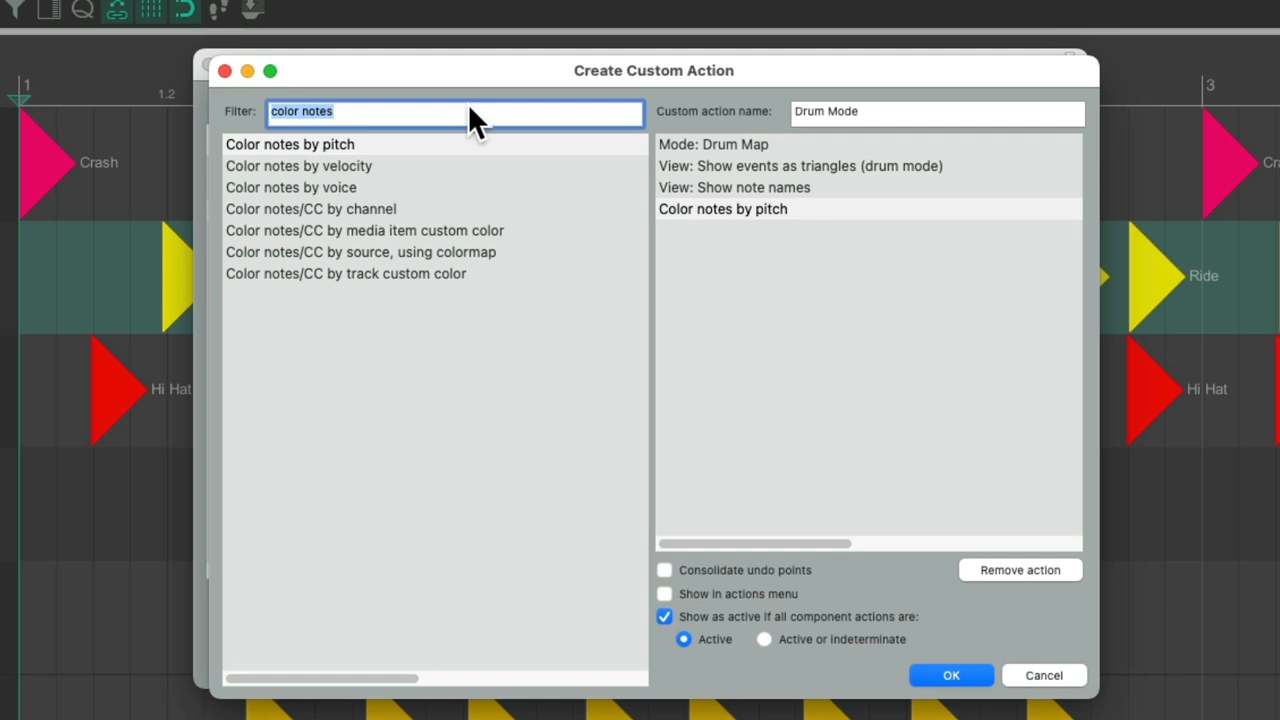 Create Custom Action
1
1.2
3
Filter:
color notes
Custom action name:
Drum Mode
Color notes by pitch
Color notes by velocity
Color notes by voice
Color notes/CC by channel
Color notes/CC by media item custom color
Color notes/CC by source, using colormap
Color notes/CC by track custom color
Mode: Drum Map
View: Show events as triangles (drum mode)
View: Show note names
Color notes by pitch
Crash
Cra
Ride
Hi Hat
Hi Hat
Consolidate undo points
Remove action
Show in actions menu
Show as active if all component actions are:
Active
Active or indeterminate
OK
Cancel